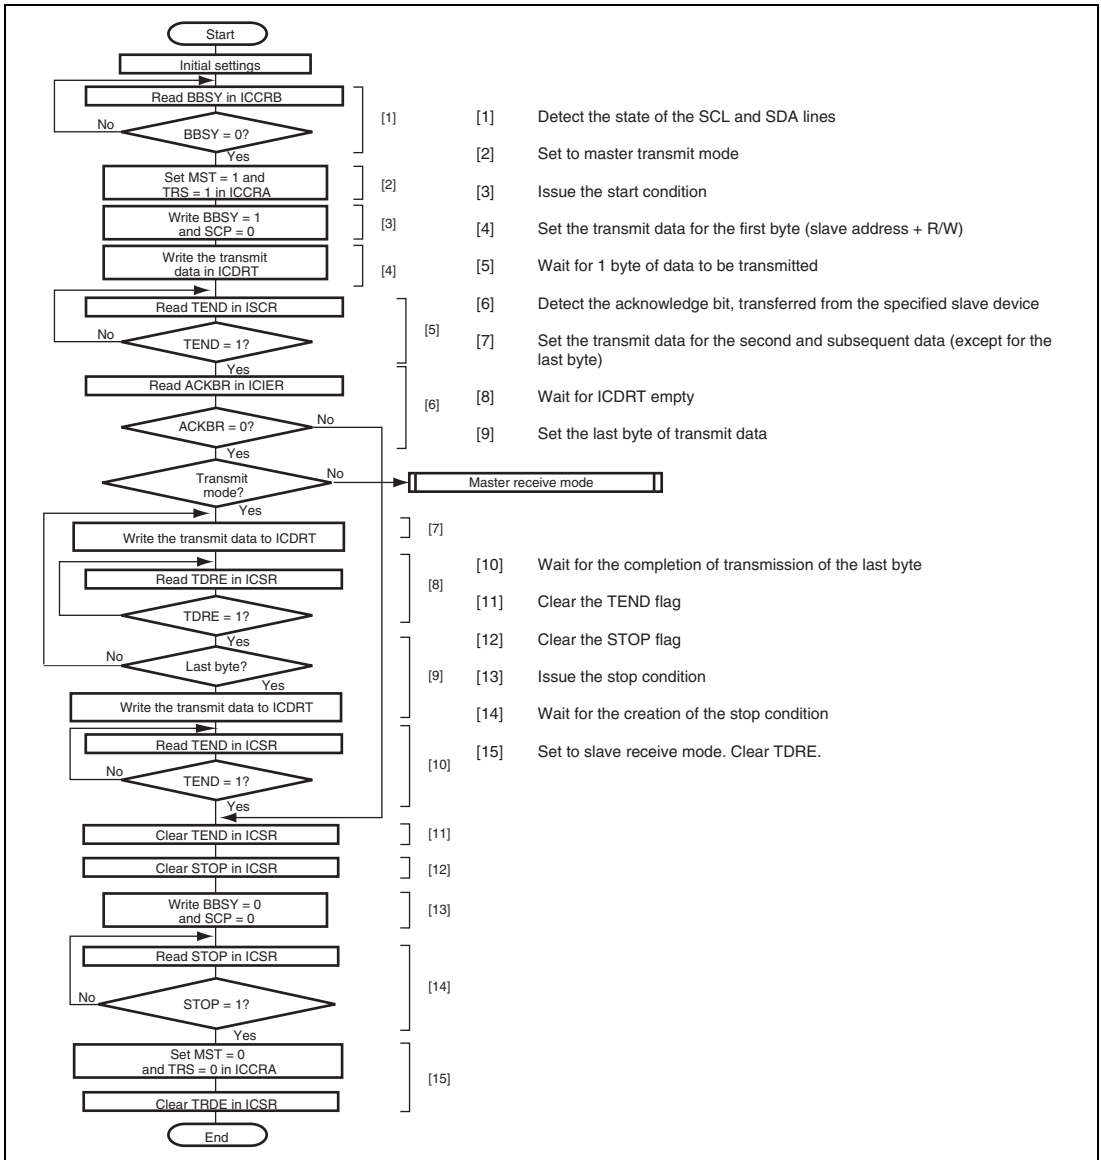 Start
Initial settings
Read BBSY in ICCRB
No
BBSY = 0?
Yes
[1]
Set MST = 1 and
TRS = 1 in ICCRA
[2]
Write BBSY = 1
and SCP = 0
[3]
Write the transmit
data in ICDRT
[4]
Read TEND in ISCR
No
TEND = 1?
Yes
[5]
Read ACKBR in ICIER
ACKBR = 0?
No
Yes
[6]
Transmit
mode?
No
Yes
Master receive mode
Write the transmit data to ICDRT
[7]
Read TDRE in ICSR
TDRE = 1?
No
Yes
[8]
Last byte?
No
Yes
[9]
Write the transmit data to ICDRT
Read TEND in ICSR
No
TEND = 1?
Yes
[10]
Clear TEND in ICSR
[11]
Clear STOP in ICSR
[12]
Write BBSY = 0
and SCP = 0
[13]
Read STOP in ICSR
No
STOP = 1?
Yes
[14]
Set MST = 0
and TRS = 0 in ICCRA
[15]
Clear TRDE in ICSR
End
[1] Detect the state of the SCL and SDA lines
[2] Set to master transmit mode
[3] Issue the start condition
[4] Set the transmit data for the first byte (slave address + R/W)
[5] Wait for 1 byte of data to be transmitted
[6] Detect the acknowledge bit, transferred from the specified slave device
[7] Set the transmit data for the second and subsequent data (except for the
last byte)
[8] Wait for ICDRT empty
[9] Set the last byte of transmit data
[10] Wait for the completion of transmission of the last byte
[11] Clear the TEND flag
[12] Clear the STOP flag
[13] Issue the stop condition
[14] Wait for the creation of the stop condition
[15] Set to slave receive mode. Clear TDRE.